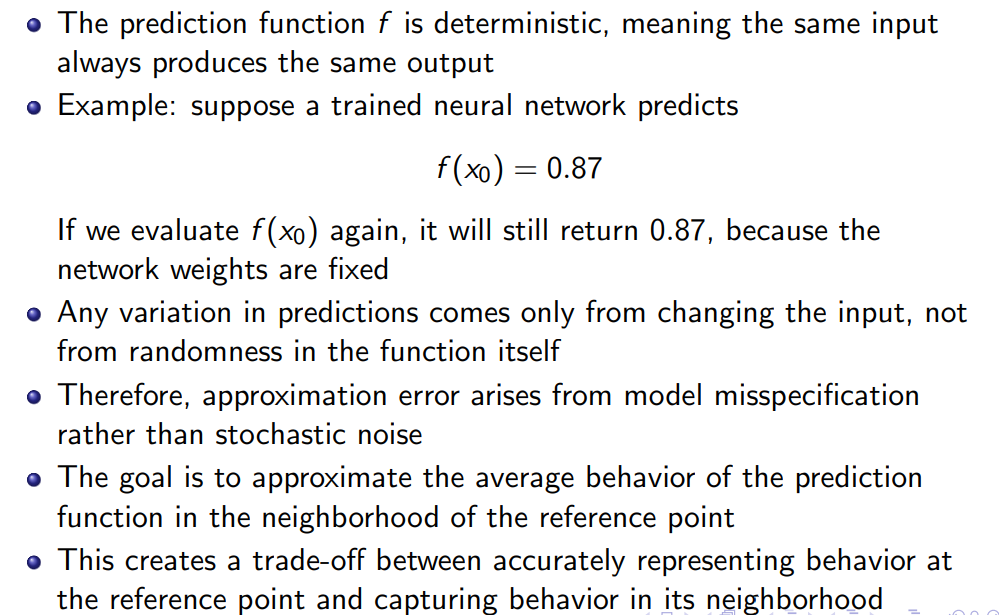 The prediction function f is deterministic, meaning the same input
always produces the same output
Example: suppose a trained neural network predicts
f(x₀) = 0.87
If we evaluate f(x₀) again, it will still return 0.87, because the
network weights are fixed
Any variation in predictions comes only from changing the input, not
from randomness in the function itself
Therefore, approximation error arises from model misspecification
rather than stochastic noise
The goal is to approximate the average behavior of the prediction
function in the neighborhood of the reference point
This creates a trade-off between accurately representing behavior at
the reference point and capturing behavior in its neighborhood